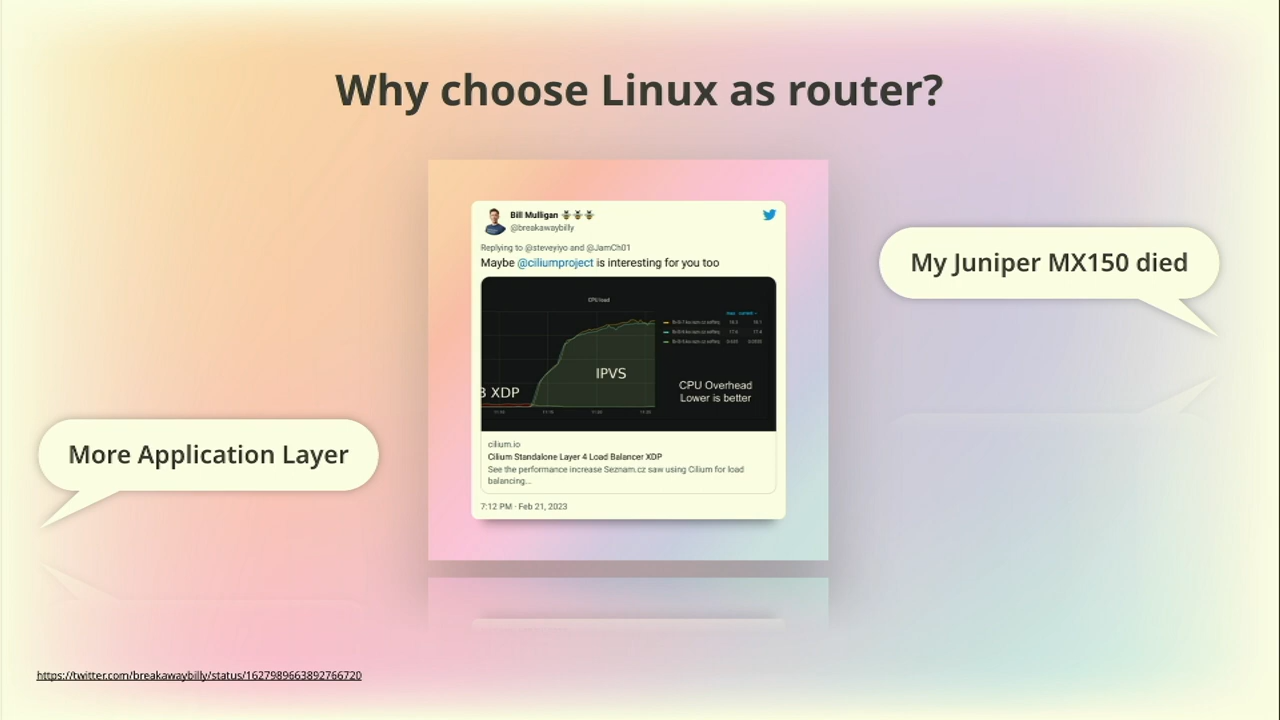 Why choose Linux as router?
Bill Mulligan
@breakawaybilly
Replying to @steveyiyo and @JamCh01
Maybe @ciliumproject is interesting for you too
CPU load
IPVS
XDP
CPU Overhead
Lower is better
cilium.io
Cilium Standalone Layer 4 Load Balancer XDP
See the performance increase Seznam.cz saw using Cilium for load
balancing...
7:12 PM · Feb 21, 2023
My Juniper MX150 died
More Application Layer
https://twitter.com/breakawaybilly/status/1627989663892766720